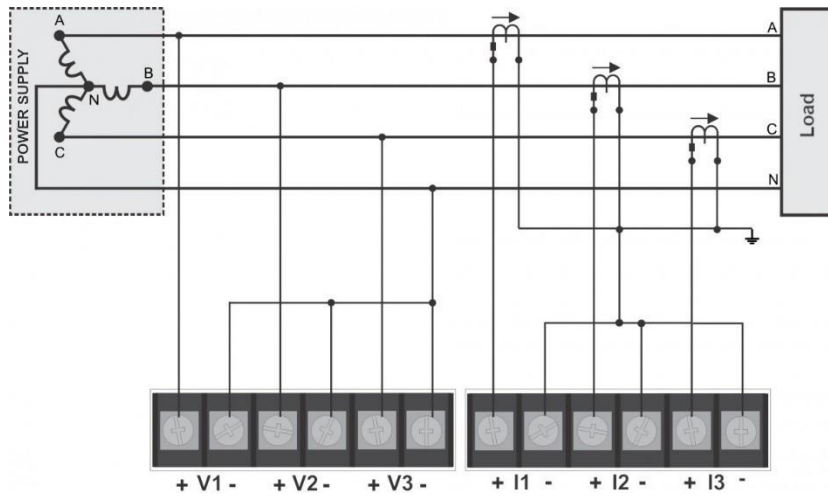 POWER SUPPLY
A
B
N
C
A
B
C
N
Load
+ V1 - + V2 - + V3 -
+ I1 - + I2 - + I3 -